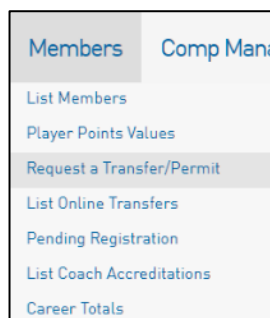 Members Comp Mana
List Members
Player Points Values
Request a Transfer/Permit
List Online Transfers
Pending Registration
List Coach Accreditations
Career Totals